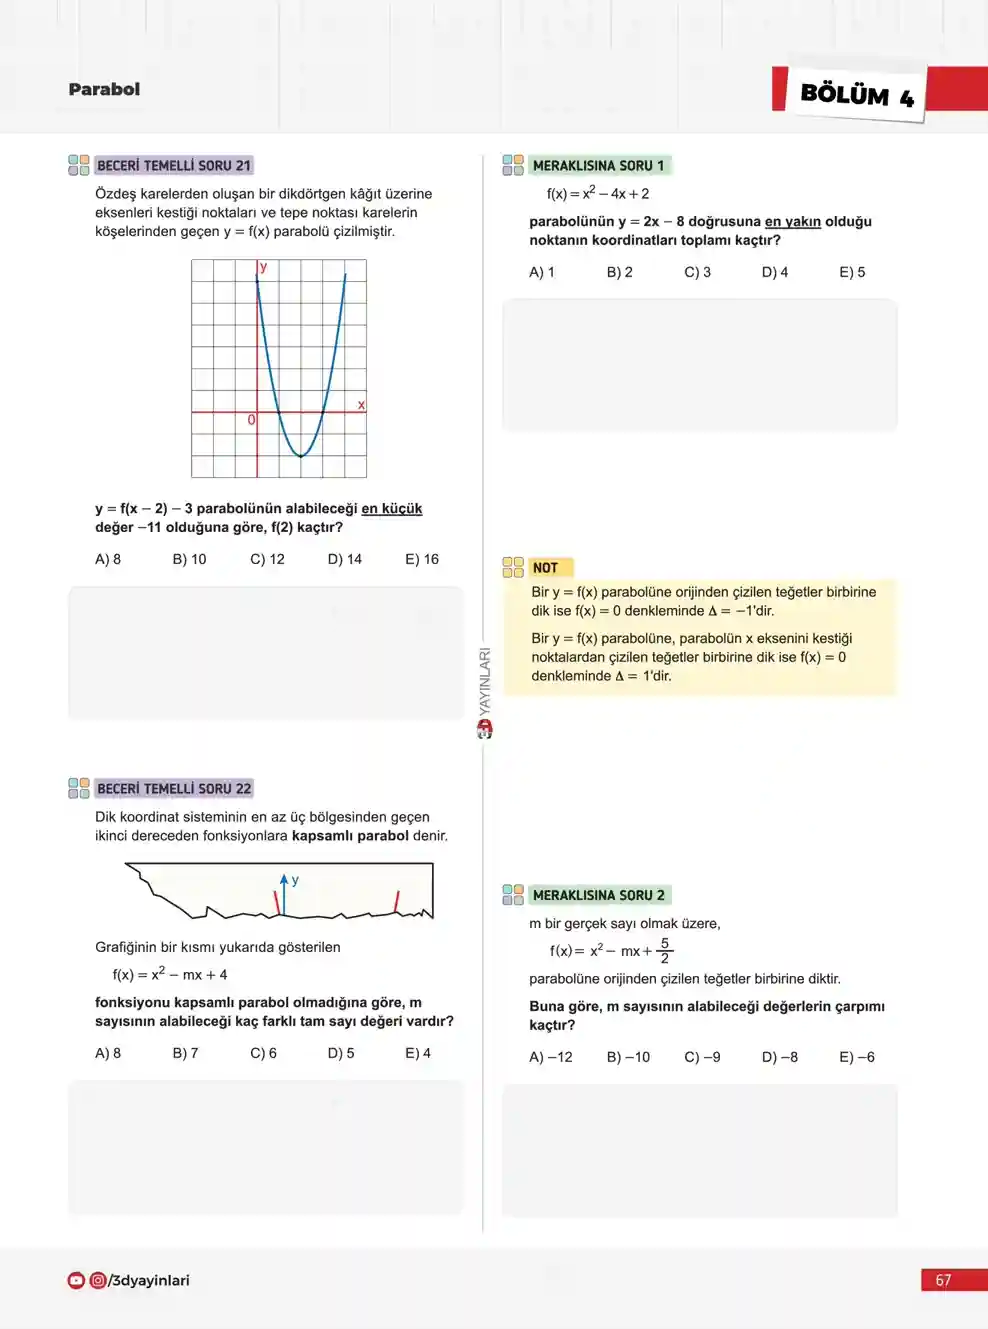 Parabol
BÖLÜM 4
BECERİ TEMELLİ SORU 21
Özdeş karelerden oluşan bir dikdörtgen kâğıt üzerine
eksenleri kestiği noktaları ve tepe noktası karelerin
köşelerinden geçen y = f(x) parabolü çizilmiştir.
y
x
0
y = f(x – 2) – 3 parabolünün alabileceği en küçük
değer –11 olduğuna göre, f(2) kaçtır?
A) 8 B) 10 C) 12 D) 14 E) 16
BECERİ TEMELLİ SORU 22
Dik koordinat sisteminin en az üç bölgesinden geçen
ikinci dereceden fonksiyonlara kapsamlı parabol denir.
y
Grafiğinin bir kısmı yukarıda gösterilen
f(x) = x² – mx + 4
fonksiyonu kapsamlı parabol olmadığına göre, m
sayısının alabileceği kaç farklı tam sayı değeri vardır?
A) 8 B) 7 C) 6 D) 5 E) 4
YAYINLARI
MERAKLISINA SORU 1
f(x) = x² – 4x + 2
parabolünün y = 2x – 8 doğrusuna en yakın olduğu
noktanın koordinatları toplamı kaçtır?
A) 1 B) 2 C) 3 D) 4 E) 5
NOT
Bir y = f(x) parabolüne orijinden çizilen teğetler birbirine
dik ise f(x) = 0 denkleminde Δ = –1'dir.
Bir y = f(x) parabolüne, parabolün x eksenini kestiği
noktalardan çizilen teğetler birbirine dik ise f(x) = 0
denkleminde Δ = 1'dir.
MERAKLISINA SORU 2
m bir gerçek sayı olmak üzere,
f(x) = x² – mx + 5/2
parabolüne orijinden çizilen teğetler birbirine diktir.
Buna göre, m sayısının alabileceği değerlerin çarpımı
kaçtır?
A) –12 B) –10 C) –9 D) –8 E) –6
/3dyayinlari
67